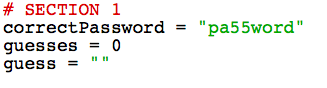 # SECTION 1
correctPassword = "pa55word"
guesses = 0
guess = ""